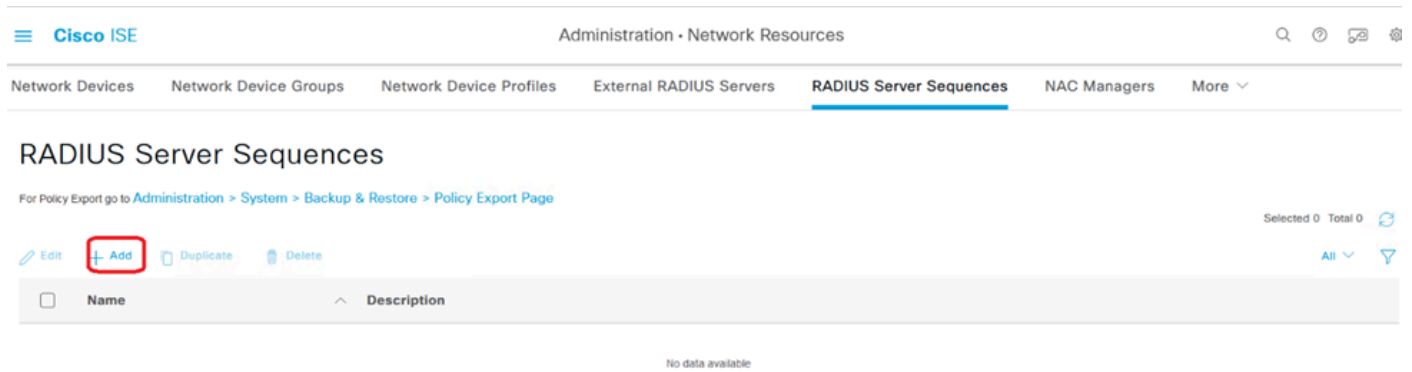 Cisco ISE Administration · Network Resources
Network Devices Network Device Groups Network Device Profiles External RADIUS Servers RADIUS Server Sequences NAC Managers More
RADIUS Server Sequences
For Policy Export go to Administration > System > Backup & Restore > Policy Export Page
Selected 0 Total 0
Edit Add Duplicate Delete All
Name Description
No data available